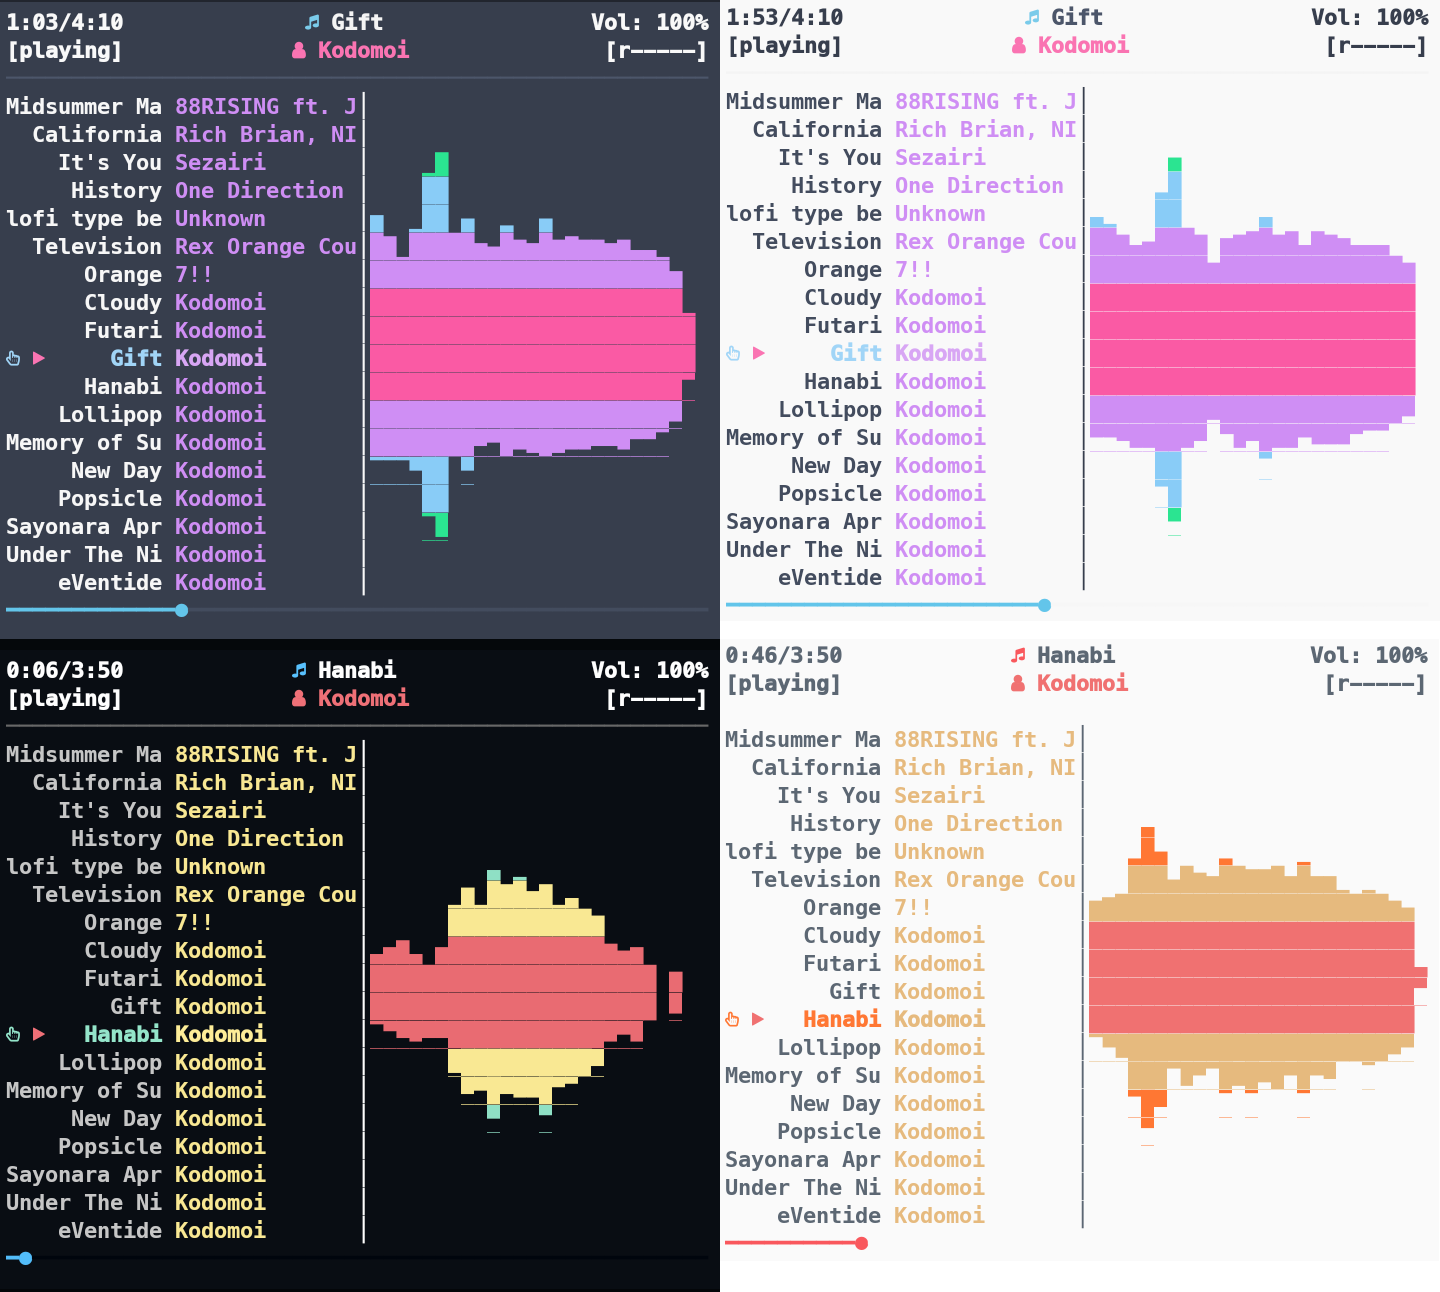 1:03/4:10 Gift Vol: 100%
[playing] Kodomoi [r-----]
Midsummer Ma 88RISING ft. J
California Rich Brian, NI
It's You Sezairi
History One Direction
lofi type be Unknown
Television Rex Orange Cou
Orange 7!!
Cloudy Kodomoi
Futari Kodomoi
Gift Kodomoi
Hanabi Kodomoi
Lollipop Kodomoi
Memory of Su Kodomoi
New Day Kodomoi
Popsicle Kodomoi
Sayonara Apr Kodomoi
Under The Ni Kodomoi
eVentide Kodomoi
1:53/4:10 Gift Vol: 100%
[playing] Kodomoi [r-----]
Midsummer Ma 88RISING ft. J
California Rich Brian, NI
It's You Sezairi
History One Direction
lofi type be Unknown
Television Rex Orange Cou
Orange 7!!
Cloudy Kodomoi
Futari Kodomoi
Gift Kodomoi
Hanabi Kodomoi
Lollipop Kodomoi
Memory of Su Kodomoi
New Day Kodomoi
Popsicle Kodomoi
Sayonara Apr Kodomoi
Under The Ni Kodomoi
eVentide Kodomoi
0:06/3:50 Hanabi Vol: 100%
[playing] Kodomoi [r-----]
Midsummer Ma 88RISING ft. J
California Rich Brian, NI
It's You Sezairi
History One Direction
lofi type be Unknown
Television Rex Orange Cou
Orange 7!!
Cloudy Kodomoi
Futari Kodomoi
Gift Kodomoi
Hanabi Kodomoi
Lollipop Kodomoi
Memory of Su Kodomoi
New Day Kodomoi
Popsicle Kodomoi
Sayonara Apr Kodomoi
Under The Ni Kodomoi
eVentide Kodomoi
0:46/3:50 Hanabi Vol: 100%
[playing] Kodomoi [r-----]
Midsummer Ma 88RISING ft. J
California Rich Brian, NI
It's You Sezairi
History One Direction
lofi type be Unknown
Television Rex Orange Cou
Orange 7!!
Cloudy Kodomoi
Futari Kodomoi
Gift Kodomoi
Hanabi Kodomoi
Lollipop Kodomoi
Memory of Su Kodomoi
New Day Kodomoi
Popsicle Kodomoi
Sayonara Apr Kodomoi
Under The Ni Kodomoi
eVentide Kodomoi